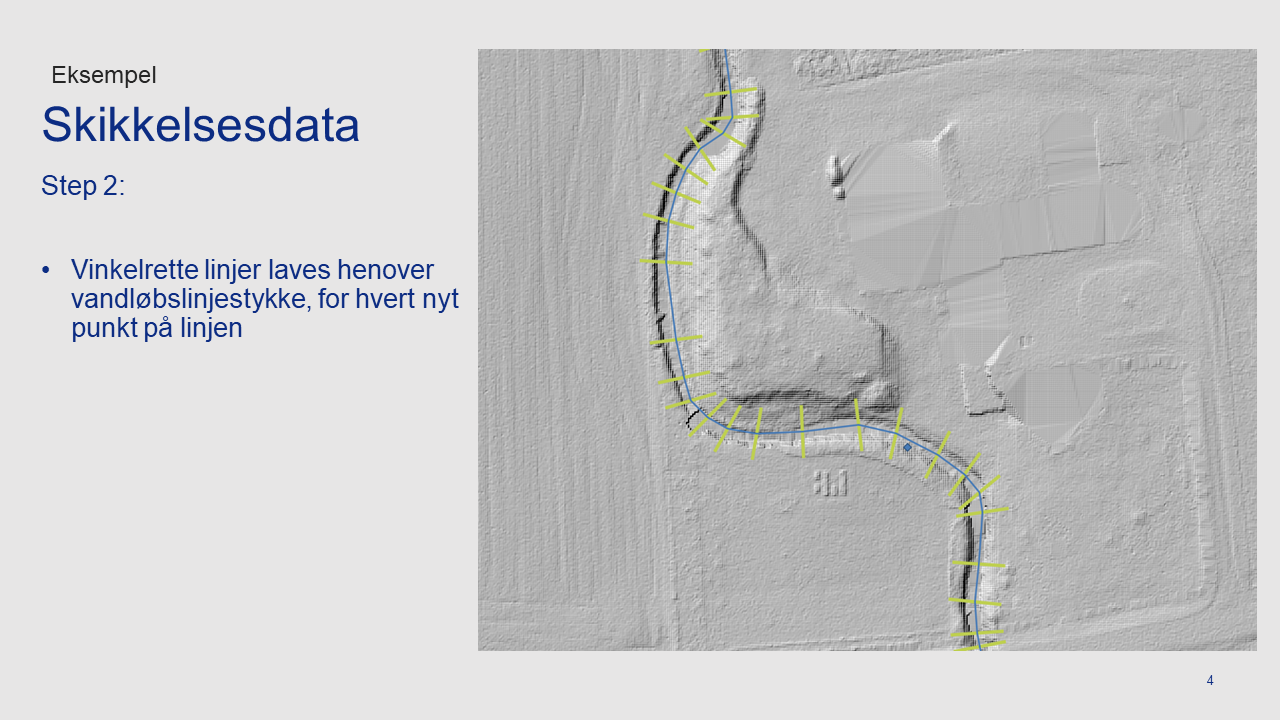 Eksempel
Skikkelsesdata
Step 2:
• Vinkelrette linjer laves henover
vandløbslinjestykke, for hvert nyt
punkt på linjen
4